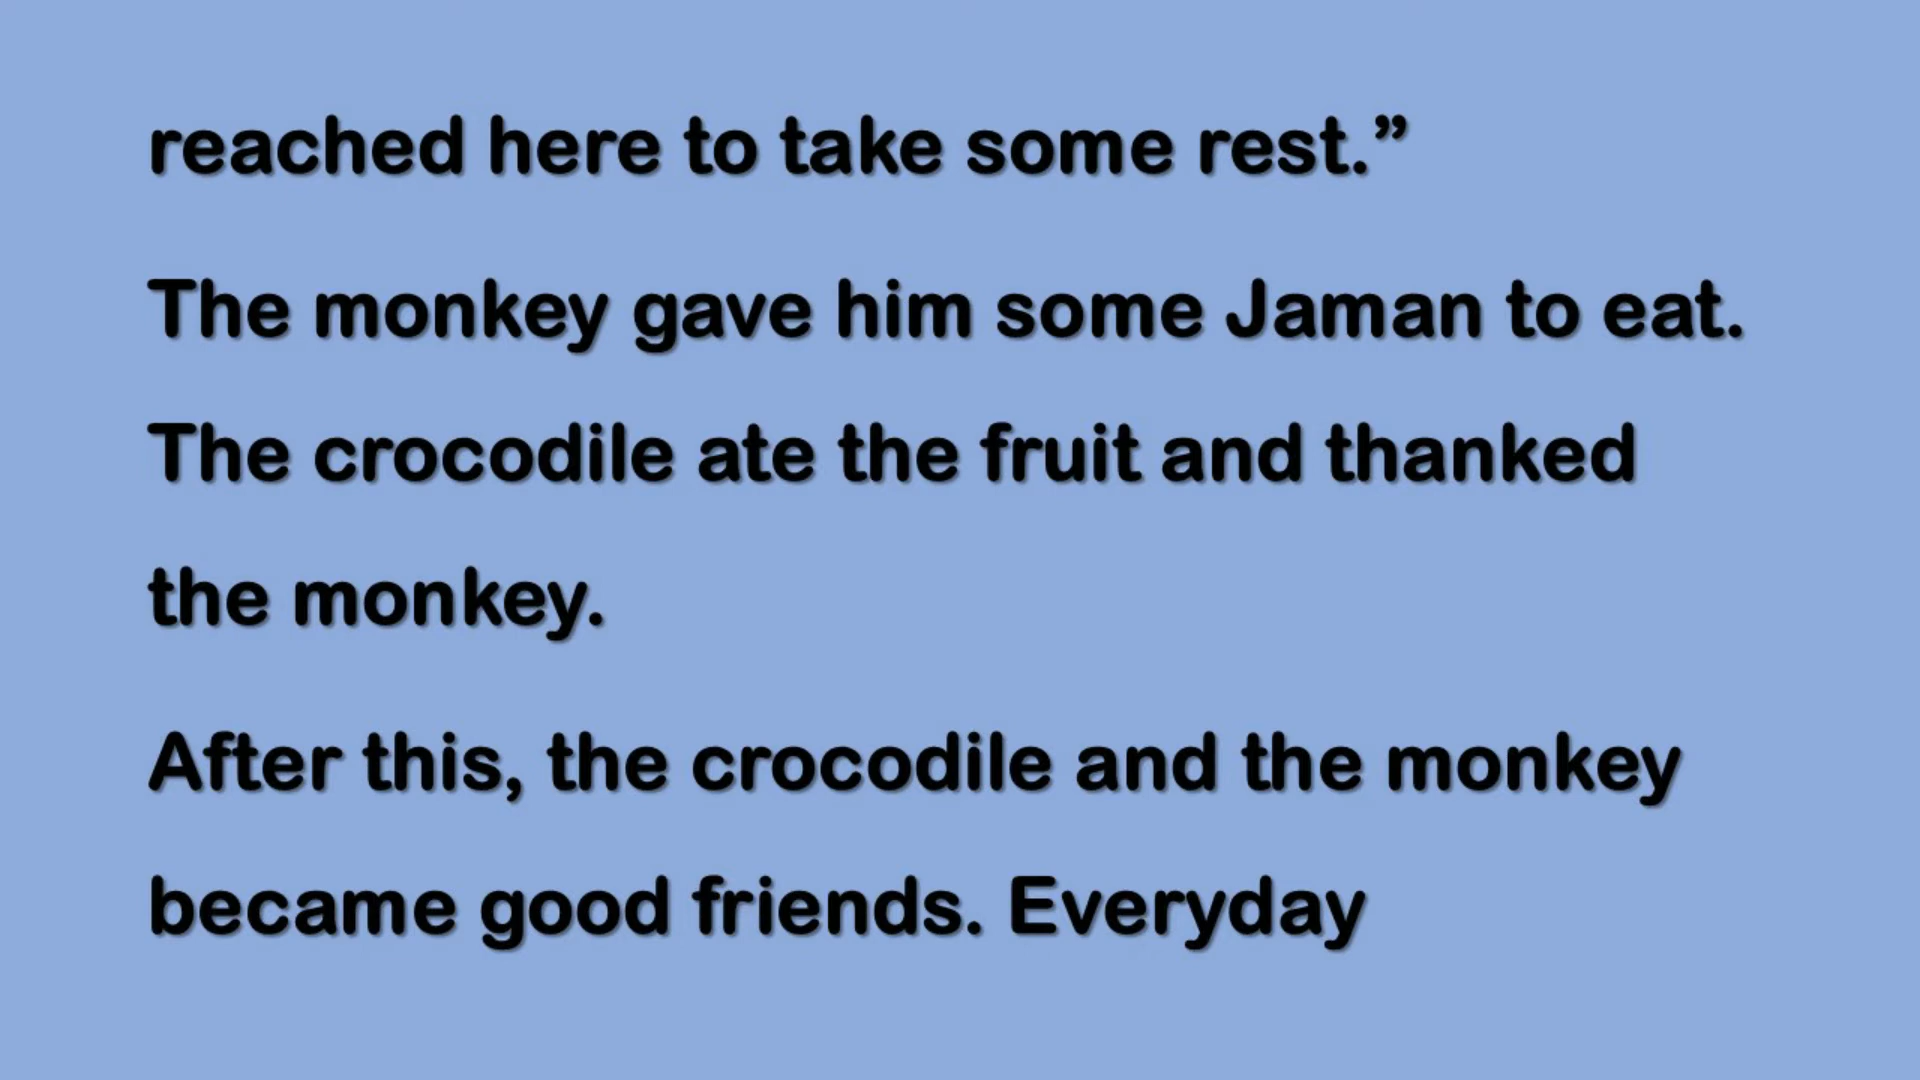 reached here to take some rest.”
The monkey gave him some Jaman to eat.
The crocodile ate the fruit and thanked
the monkey.
After this, the crocodile and the monkey
became good friends. Everyday